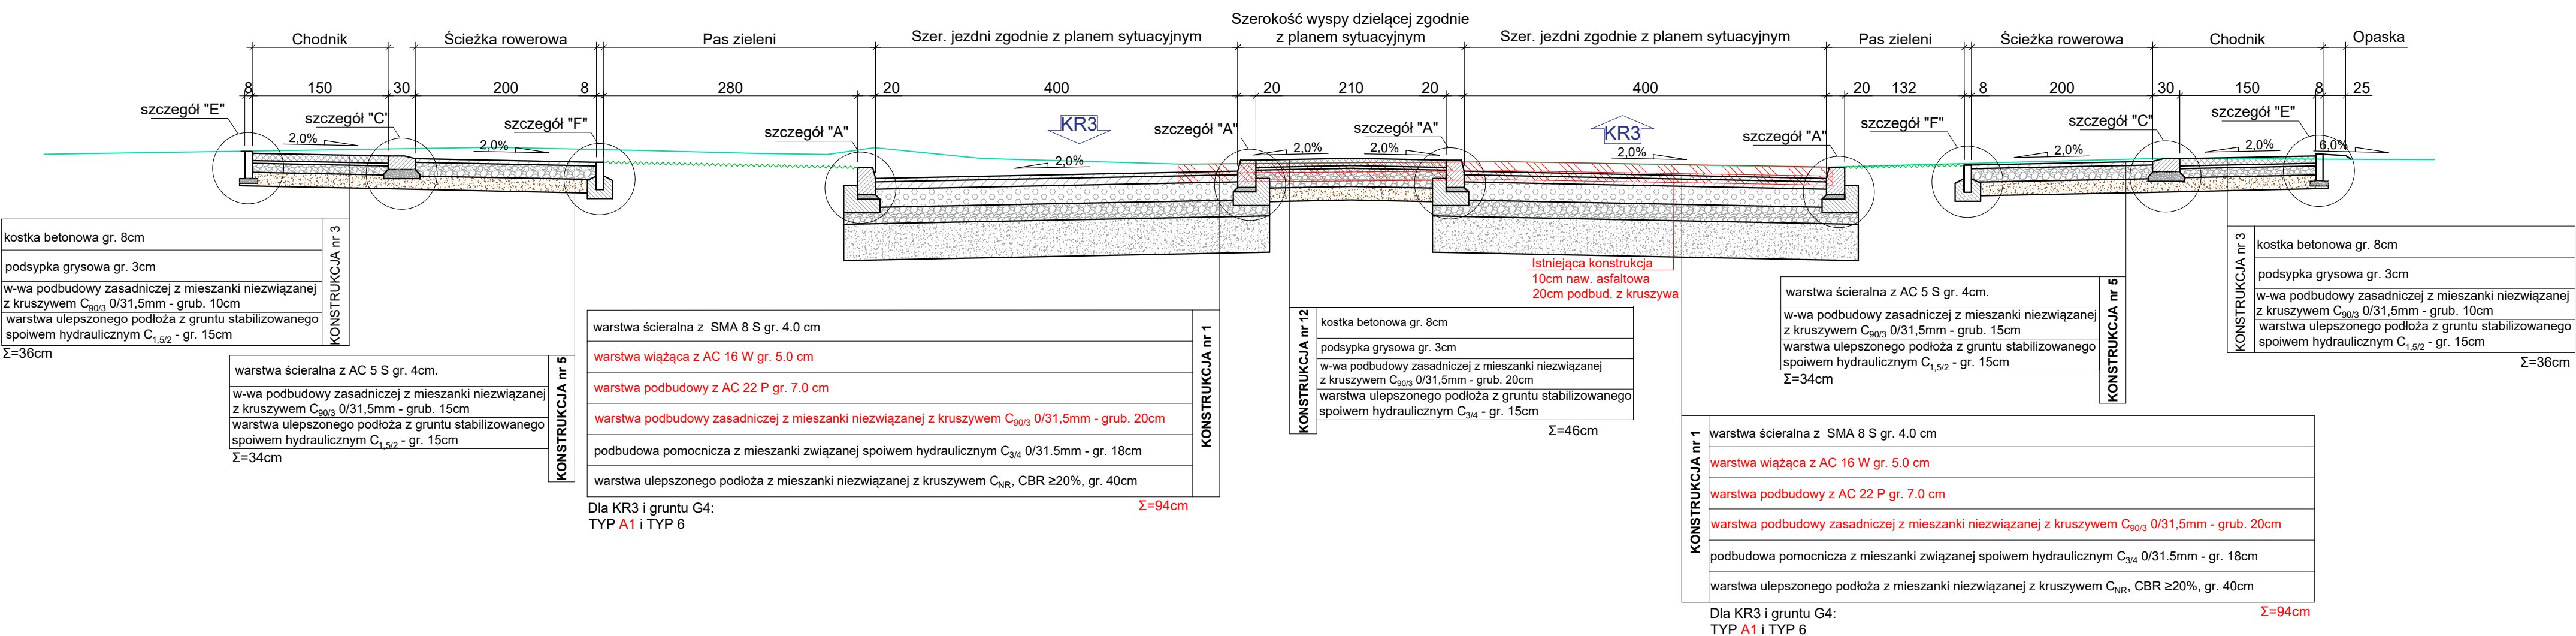 Szerokość wyspy dzielącej zgodnie
z planem sytuacyjnym
Chodnik
Ścieżka rowerowa
Pas zieleni
Szer. jezdni zgodnie z planem sytuacyjnym
Szer. jezdni zgodnie z planem sytuacyjnym
Pas zieleni
Ścieżka rowerowa
Chodnik
Opaska
8 150 30 200 8 280 20 400 20 210 20 400 20 132 8 200 30 150 8 25
szczegół "E"
szczegół "C"
szczegół "F"
szczegół "A"
szczegół "A"
szczegół "A"
szczegół "A"
szczegół "F"
szczegół "C"
szczegół "E"
KR3
KR3
2,0%
2,0%
2,0%
2,0%
2,0%
2,0%
2,0%
2,0%
6,0%
kostka betonowa gr. 8cm
podsypka grysowa gr. 3cm
w-wa podbudowy zasadniczej z mieszanki niezwiązanej
z kruszywem C90/3 0/31,5mm - grub. 10cm
warstwa ulepszonego podłoża z gruntu stabilizowanego
spoiwem hydraulicznym C1,5/2 - gr. 15cm
KONSTRUKCJA nr 3
Σ=36cm
warstwa ścieralna z AC 5 S gr. 4cm.
w-wa podbudowy zasadniczej z mieszanki niezwiązanej
z kruszywem C90/3 0/31,5mm - grub. 15cm
warstwa ulepszonego podłoża z gruntu stabilizowanego
spoiwem hydraulicznym C1,5/2 - gr. 15cm
KONSTRUKCJA nr 5
Σ=34cm
warstwa ścieralna z SMA 8 S gr. 4.0 cm
warstwa wiążąca z AC 16 W gr. 5.0 cm
warstwa podbudowy z AC 22 P gr. 7.0 cm
warstwa podbudowy zasadniczej z mieszanki niezwiązanej z kruszywem C90/3 0/31,5mm - grub. 20cm
podbudowa pomocnicza z mieszanki związanej spoiwem hydraulicznym C3/4 0/31.5mm - gr. 18cm
warstwa ulepszonego podłoża z mieszanki niezwiązanej z kruszywem CNR, CBR ≥20%, gr. 40cm
KONSTRUKCJA nr 1
Dla KR3 i gruntu G4:
TYP A1 i TYP 6
Σ=94cm
KONSTRUKCJA nr 12
kostka betonowa gr. 8cm
podsypka grysowa gr. 3cm
w-wa podbudowy zasadniczej z mieszanki niezwiązanej
z kruszywem C90/3 0/31,5mm - grub. 20cm
warstwa ulepszonego podłoża z gruntu stabilizowanego
spoiwem hydraulicznym C3/4 - gr. 15cm
Σ=46cm
Istniejąca konstrukcja
10cm naw. asfaltowa
20cm podbud. z kruszywa
KONSTRUKCJA nr 1
warstwa ścieralna z SMA 8 S gr. 4.0 cm
warstwa wiążąca z AC 16 W gr. 5.0 cm
warstwa podbudowy z AC 22 P gr. 7.0 cm
warstwa podbudowy zasadniczej z mieszanki niezwiązanej z kruszywem C90/3 0/31,5mm - grub. 20cm
podbudowa pomocnicza z mieszanki związanej spoiwem hydraulicznym C3/4 0/31.5mm - gr. 18cm
warstwa ulepszonego podłoża z mieszanki niezwiązanej z kruszywem CNR, CBR ≥20%, gr. 40cm
Dla KR3 i gruntu G4:
TYP A1 i TYP 6
Σ=94cm
warstwa ścieralna z AC 5 S gr. 4cm.
w-wa podbudowy zasadniczej z mieszanki niezwiązanej
z kruszywem C90/3 0/31,5mm - grub. 15cm
warstwa ulepszonego podłoża z gruntu stabilizowanego
spoiwem hydraulicznym C1,5/2 - gr. 15cm
KONSTRUKCJA nr 5
Σ=34cm
KONSTRUKCJA nr 3
kostka betonowa gr. 8cm
podsypka grysowa gr. 3cm
w-wa podbudowy zasadniczej z mieszanki niezwiązanej
z kruszywem C90/3 0/31,5mm - grub. 10cm
warstwa ulepszonego podłoża z gruntu stabilizowanego
spoiwem hydraulicznym C1,5/2 - gr. 15cm
Σ=36cm